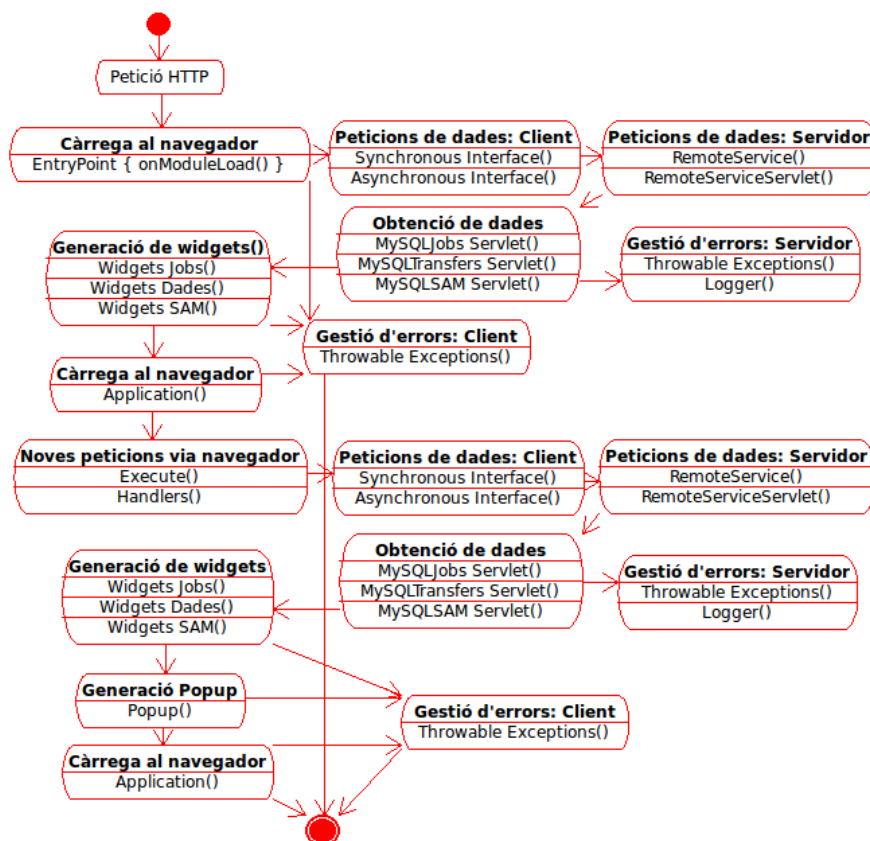 Petició HTTP
Càrrega al navegador
EntryPoint { onModuleLoad() }
Peticions de dades: Client
Synchronous Interface()
Asynchronous Interface()
Peticions de dades: Servidor
RemoteService()
RemoteServiceServlet()
Obtenció de dades
MySQLJobs Servlet()
MySQLTransfers Servlet()
MySQLSAM Servlet()
Generació de widgets()
Widgets Jobs()
Widgets Dades()
Widgets SAM()
Gestió d'errors: Servidor
Throwable Exceptions()
Logger()
Gestió d'errors: Client
Throwable Exceptions()
Càrrega al navegador
Application()
Noves peticions via navegador
Execute()
Handlers()
Peticions de dades: Client
Synchronous Interface()
Asynchronous Interface()
Peticions de dades: Servidor
RemoteService()
RemoteServiceServlet()
Obtenció de dades
MySQLJobs Servlet()
MySQLTransfers Servlet()
MySQLSAM Servlet()
Generació de widgets
Widgets Jobs()
Widgets Dades()
Widgets SAM()
Gestió d'errors: Servidor
Throwable Exceptions()
Logger()
Generació Popup
Popup()
Gestió d'errors: Client
Throwable Exceptions()
Càrrega al navegador
Application()